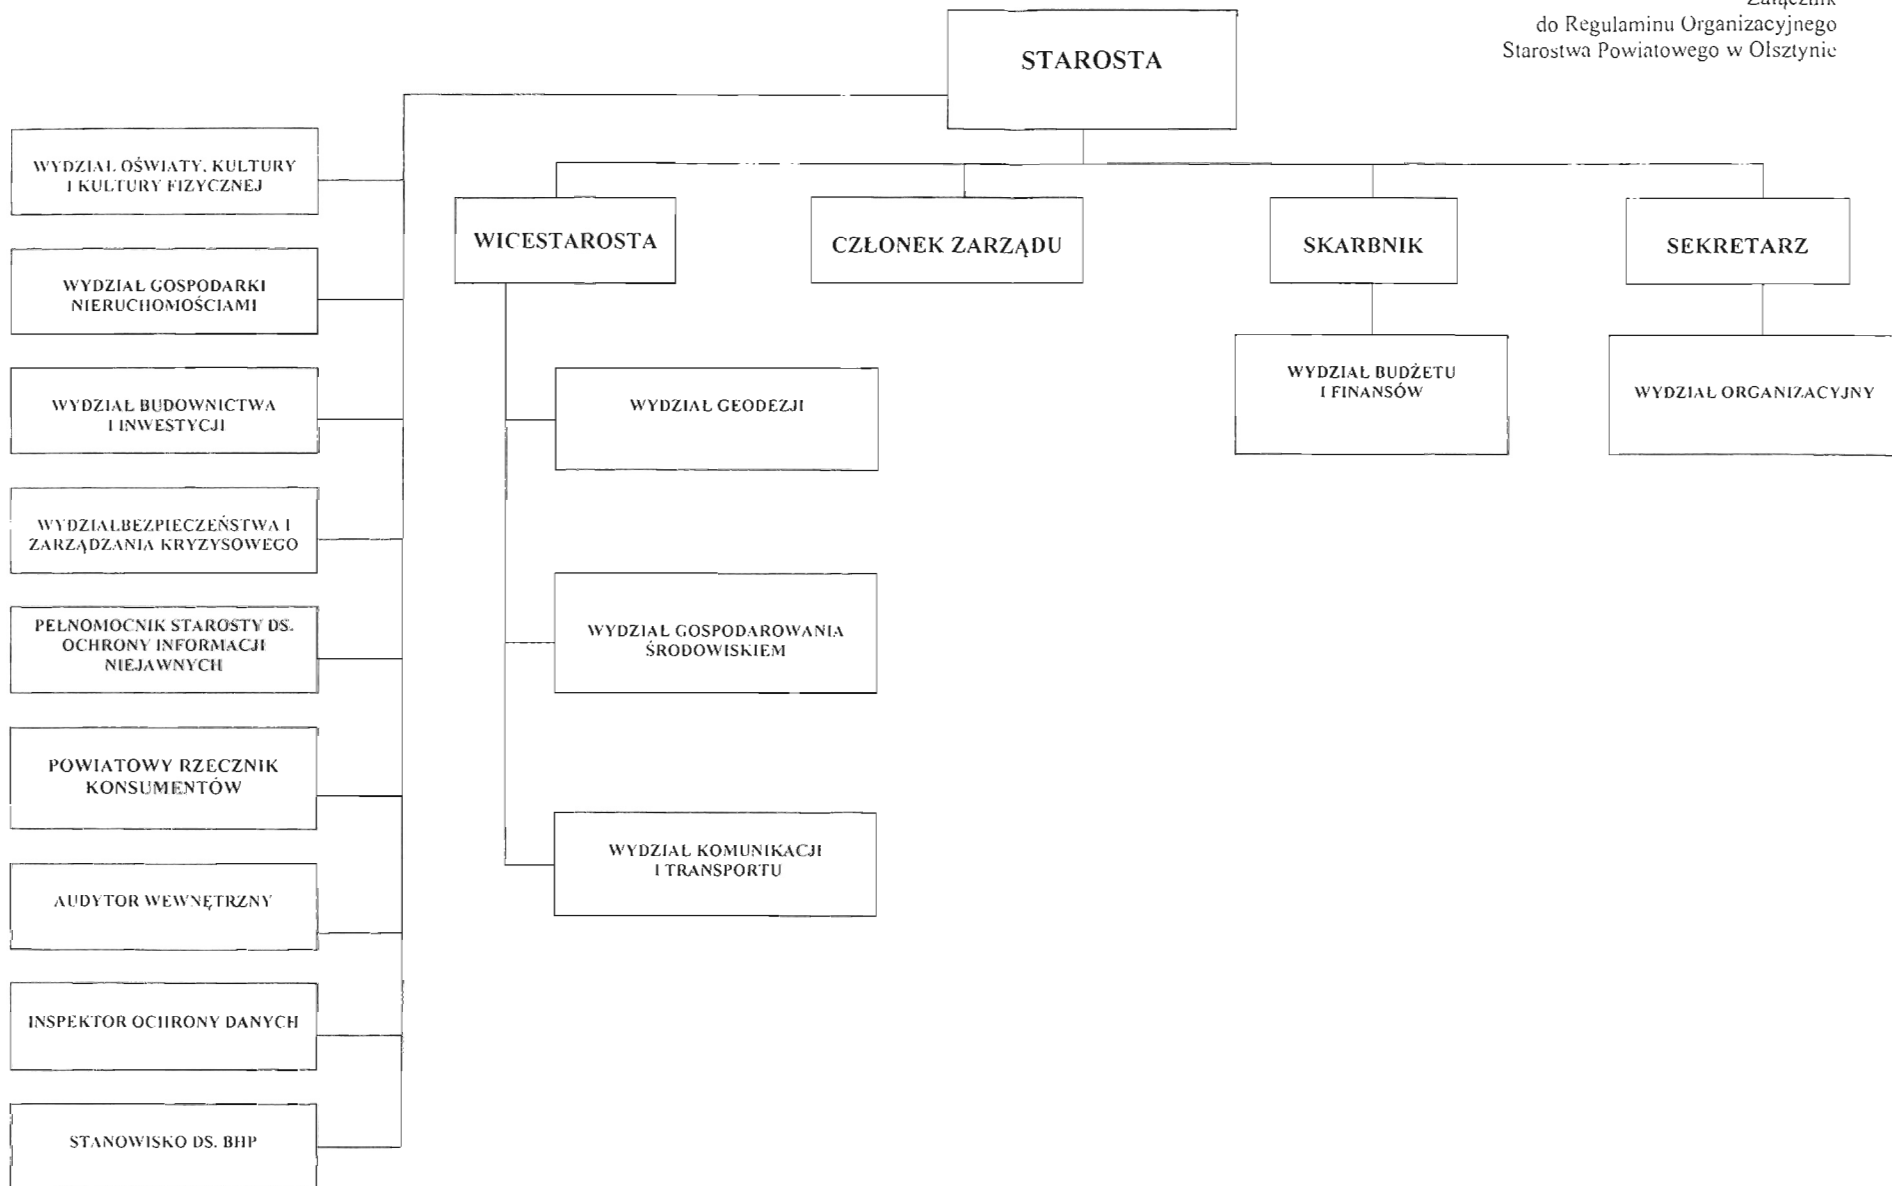 Załącznik
do Regulaminu Organizacyjnego
Starostwa Powiatowego w Olsztynie
STAROSTA
WICESTAROSTA
CZŁONEK ZARZĄDU
SKARBNIK
SEKRETARZ
WYDZIAŁ OŚWIATY, KULTURY
I KULTURY FIZYCZNEJ
WYDZIAŁ GOSPODARKI
NIERUCHOMOŚCIAMI
WYDZIAŁ BUDOWNICTWA
I INWESTYCJI
WYDZIAŁBEZPIECZEŃSTWA I
ZARZĄDZANIA KRYZYSOWEGO
PEŁNOMOCNIK STAROSTY DS.
OCHRONY INFORMACJI
NIEJAWNYCH
POWIATOWY RZECZNIK
KONSUMENTÓW
AUDYTOR WEWNĘTRZNY
INSPEKTOR OCHRONY DANYCH
STANOWISKO DS. BHP
WYDZIAŁ GEODEZJI
WYDZIAŁ GOSPODAROWANIA
ŚRODOWISKIEM
WYDZIAŁ KOMUNIKACJI
I TRANSPORTU
WYDZIAŁ BUDŻETU
I FINANSÓW
WYDZIAŁ ORGANIZACYJNY